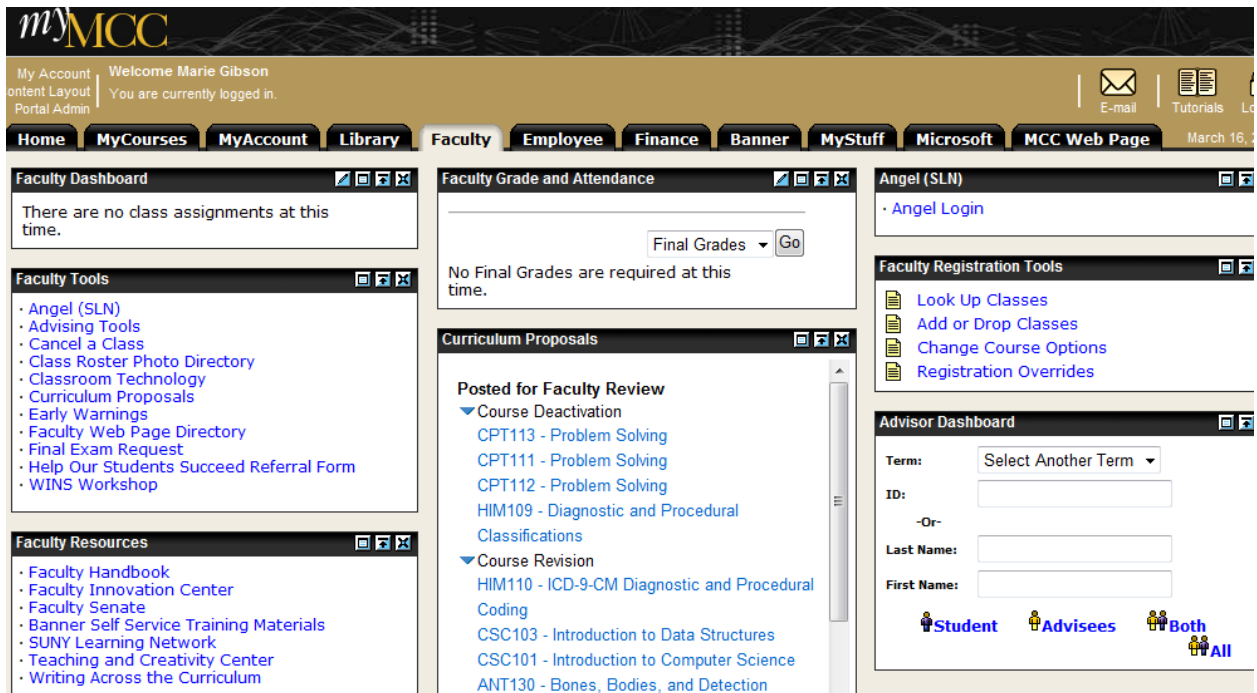 myMCC
My Account
ontent Layout
Portal Admin
Welcome Marie Gibson
You are currently logged in.
E-mail
Tutorials
Home MyCourses MyAccount Library Faculty Employee Finance Banner MyStuff Microsoft MCC Web Page March 16,
Faculty Dashboard
There are no class assignments at this
time.
Faculty Tools
· Angel (SLN)
· Advising Tools
· Cancel a Class
· Class Roster Photo Directory
· Classroom Technology
· Curriculum Proposals
· Early Warnings
· Faculty Web Page Directory
· Final Exam Request
· Help Our Students Succeed Referral Form
· WINS Workshop
Faculty Resources
· Faculty Handbook
· Faculty Innovation Center
· Faculty Senate
· Banner Self Service Training Materials
· SUNY Learning Network
· Teaching and Creativity Center
· Writing Across the Curriculum
Faculty Grade and Attendance
Final Grades Go
No Final Grades are required at this
time.
Curriculum Proposals
Posted for Faculty Review
Course Deactivation
CPT113 - Problem Solving
CPT111 - Problem Solving
CPT112 - Problem Solving
HIM109 - Diagnostic and Procedural
Classifications
Course Revision
HIM110 - ICD-9-CM Diagnostic and Procedural
Coding
CSC103 - Introduction to Data Structures
CSC101 - Introduction to Computer Science
ANT130 - Bones, Bodies, and Detection
Angel (SLN)
· Angel Login
Faculty Registration Tools
Look Up Classes
Add or Drop Classes
Change Course Options
Registration Overrides
Advisor Dashboard
Term: Select Another Term
ID:
-Or-
Last Name:
First Name:
Student Advisees Both
All